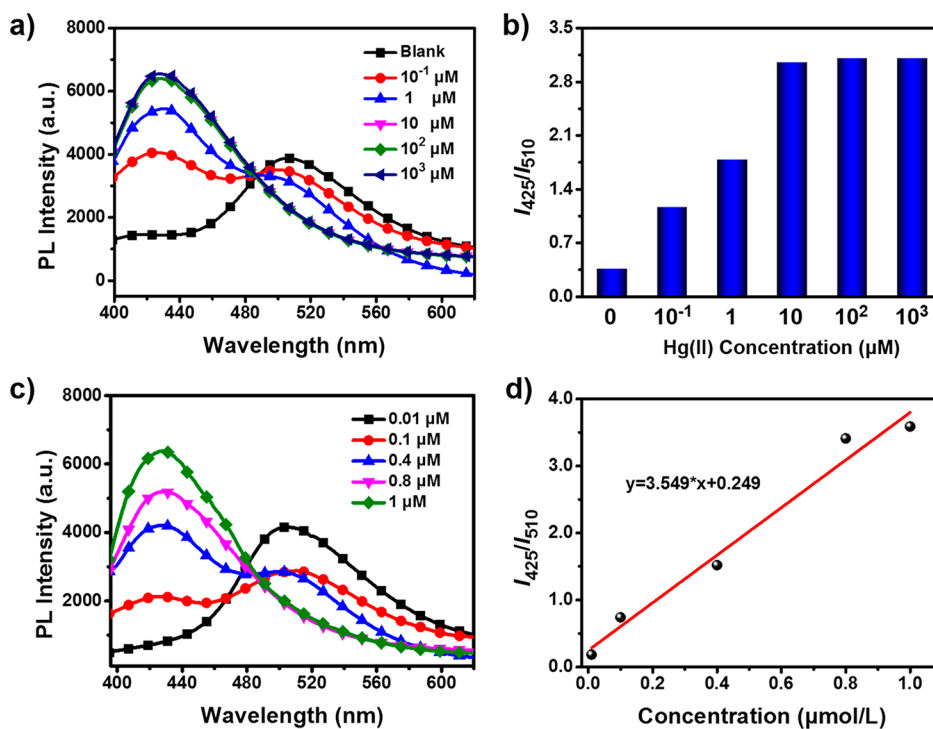 a)
8000
6000
4000
2000
0
PL Intensity (a.u.)
400 440 480 520 560 600
Wavelength (nm)
Blank
10⁻¹ µM
1 µM
10 µM
10² µM
10³ µM
b)
3.6
2.7
1.8
0.9
0.0
I₄₂₅/I₅₁₀
0 10⁻¹ 1 10 10² 10³
Hg(II) Concentration (µM)
c)
8000
6000
4000
2000
PL Intensity (a.u.)
400 440 480 520 560 600
Wavelength (nm)
0.01 µM
0.1 µM
0.4 µM
0.8 µM
1 µM
d)
4.0
3.0
2.0
1.0
0.0
I₄₂₅/I₅₁₀
y=3.549*x+0.249
0.0 0.2 0.4 0.6 0.8 1.0
Concentration (µmol/L)